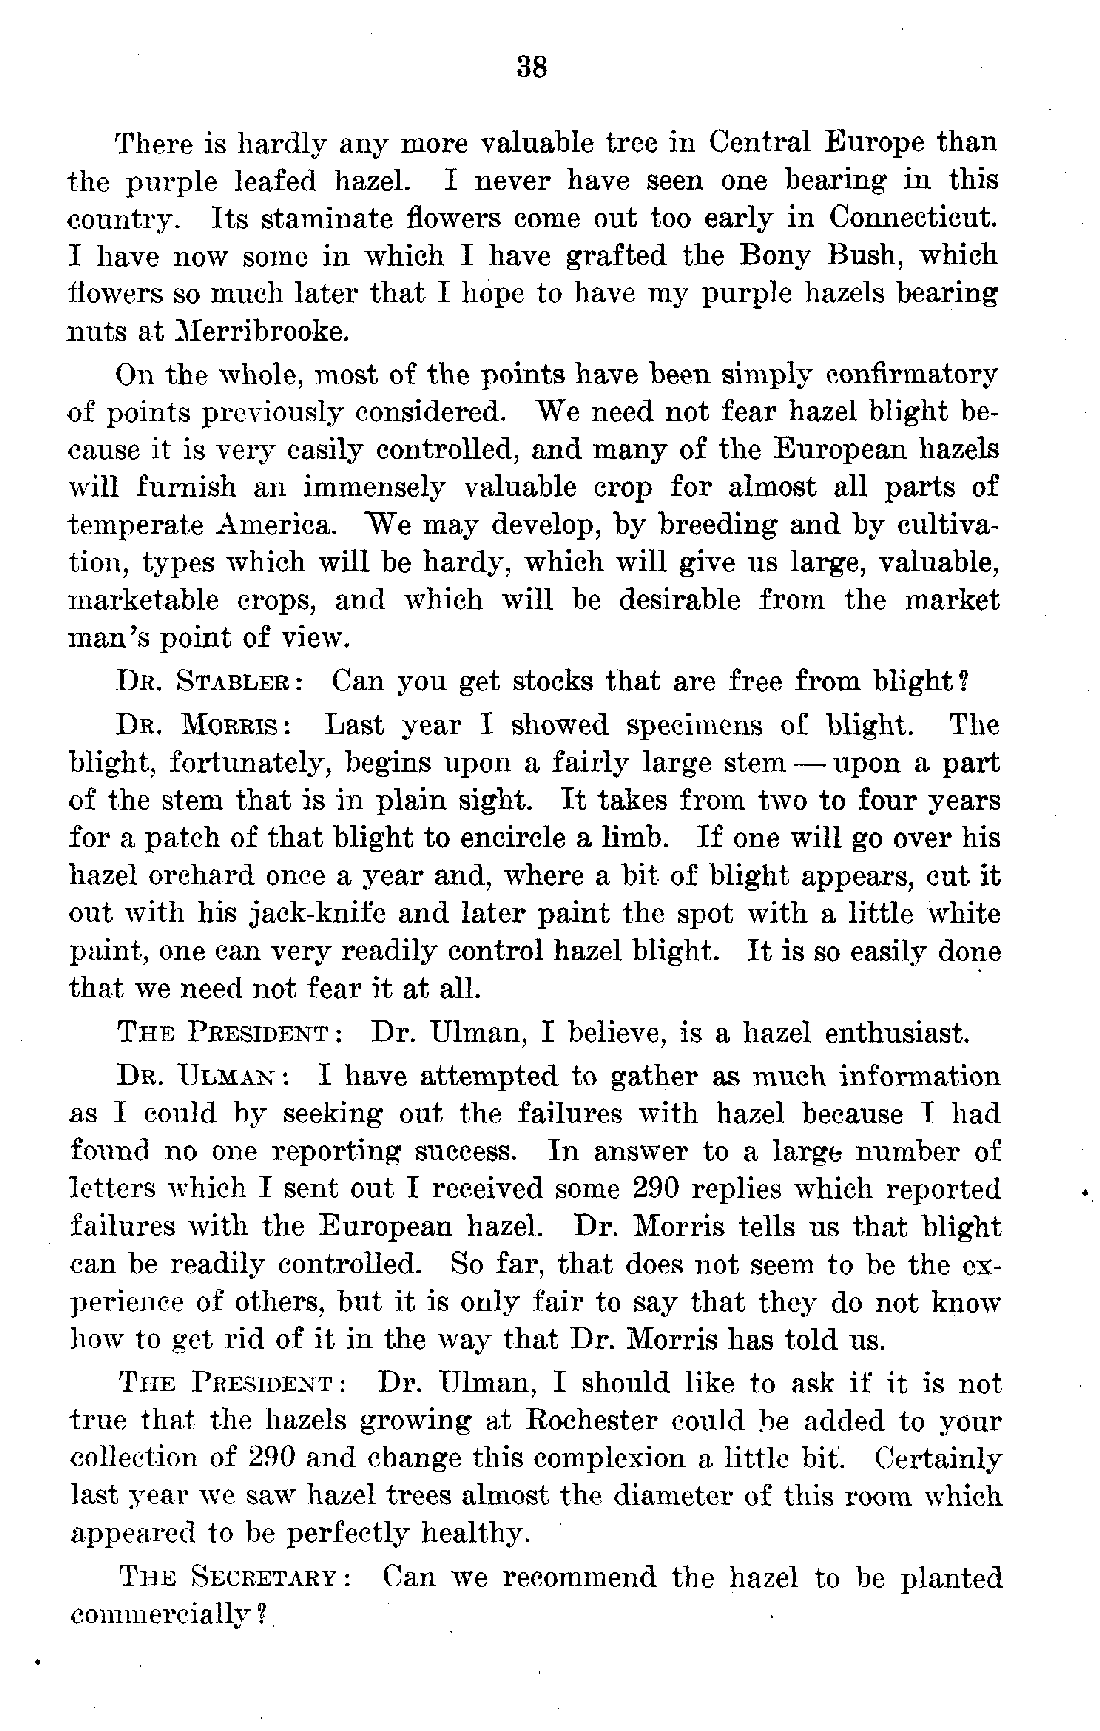 38
There is hardly any more valuable tree in Central Europe than
the purple leafed hazel. I never have seen one bearing in this
country. Its staminate flowers come out too early in Connecticut.
I have now some in which I have grafted the Bony Bush, which
flowers so much later that I hope to have my purple hazels bearing
nuts at Merribrooke.
On the whole, most of the points have been simply confirmatory
of points previously considered. We need not fear hazel blight be-
cause it is very easily controlled, and many of the European hazels
will furnish an immensely valuable crop for almost all parts of
temperate America. We may develop, by breeding and by cultiva-
tion, types which will be hardy, which will give us large, valuable,
marketable crops, and which will be desirable from the market
man's point of view.
DR. STABLER: Can you get stocks that are free from blight?
DR. MORRIS: Last year I showed specimens of blight. The
blight, fortunately, begins upon a fairly large stem — upon a part
of the stem that is in plain sight. It takes from two to four years
for a patch of that blight to encircle a limb. If one will go over his
hazel orchard once a year and, where a bit of blight appears, cut it
out with his jack-knife and later paint the spot with a little white
paint, one can very readily control hazel blight. It is so easily done
that we need not fear it at all.
THE PRESIDENT: Dr. Ulman, I believe, is a hazel enthusiast.
DR. ULMAN: I have attempted to gather as much information
as I could by seeking out the failures with hazel because I had
found no one reporting success. In answer to a large number of
letters which I sent out I received some 290 replies which reported
failures with the European hazel. Dr. Morris tells us that blight
can be readily controlled. So far, that does not seem to be the ex-
perience of others, but it is only fair to say that they do not know
how to get rid of it in the way that Dr. Morris has told us.
THE PRESIDENT: Dr. Ulman, I should like to ask if it is not
true that the hazels growing at Rochester could be added to your
collection of 290 and change this complexion a little bit. Certainly
last year we saw hazel trees almost the diameter of this room which
appeared to be perfectly healthy.
THE SECRETARY: Can we recommend the hazel to be planted
commercially?